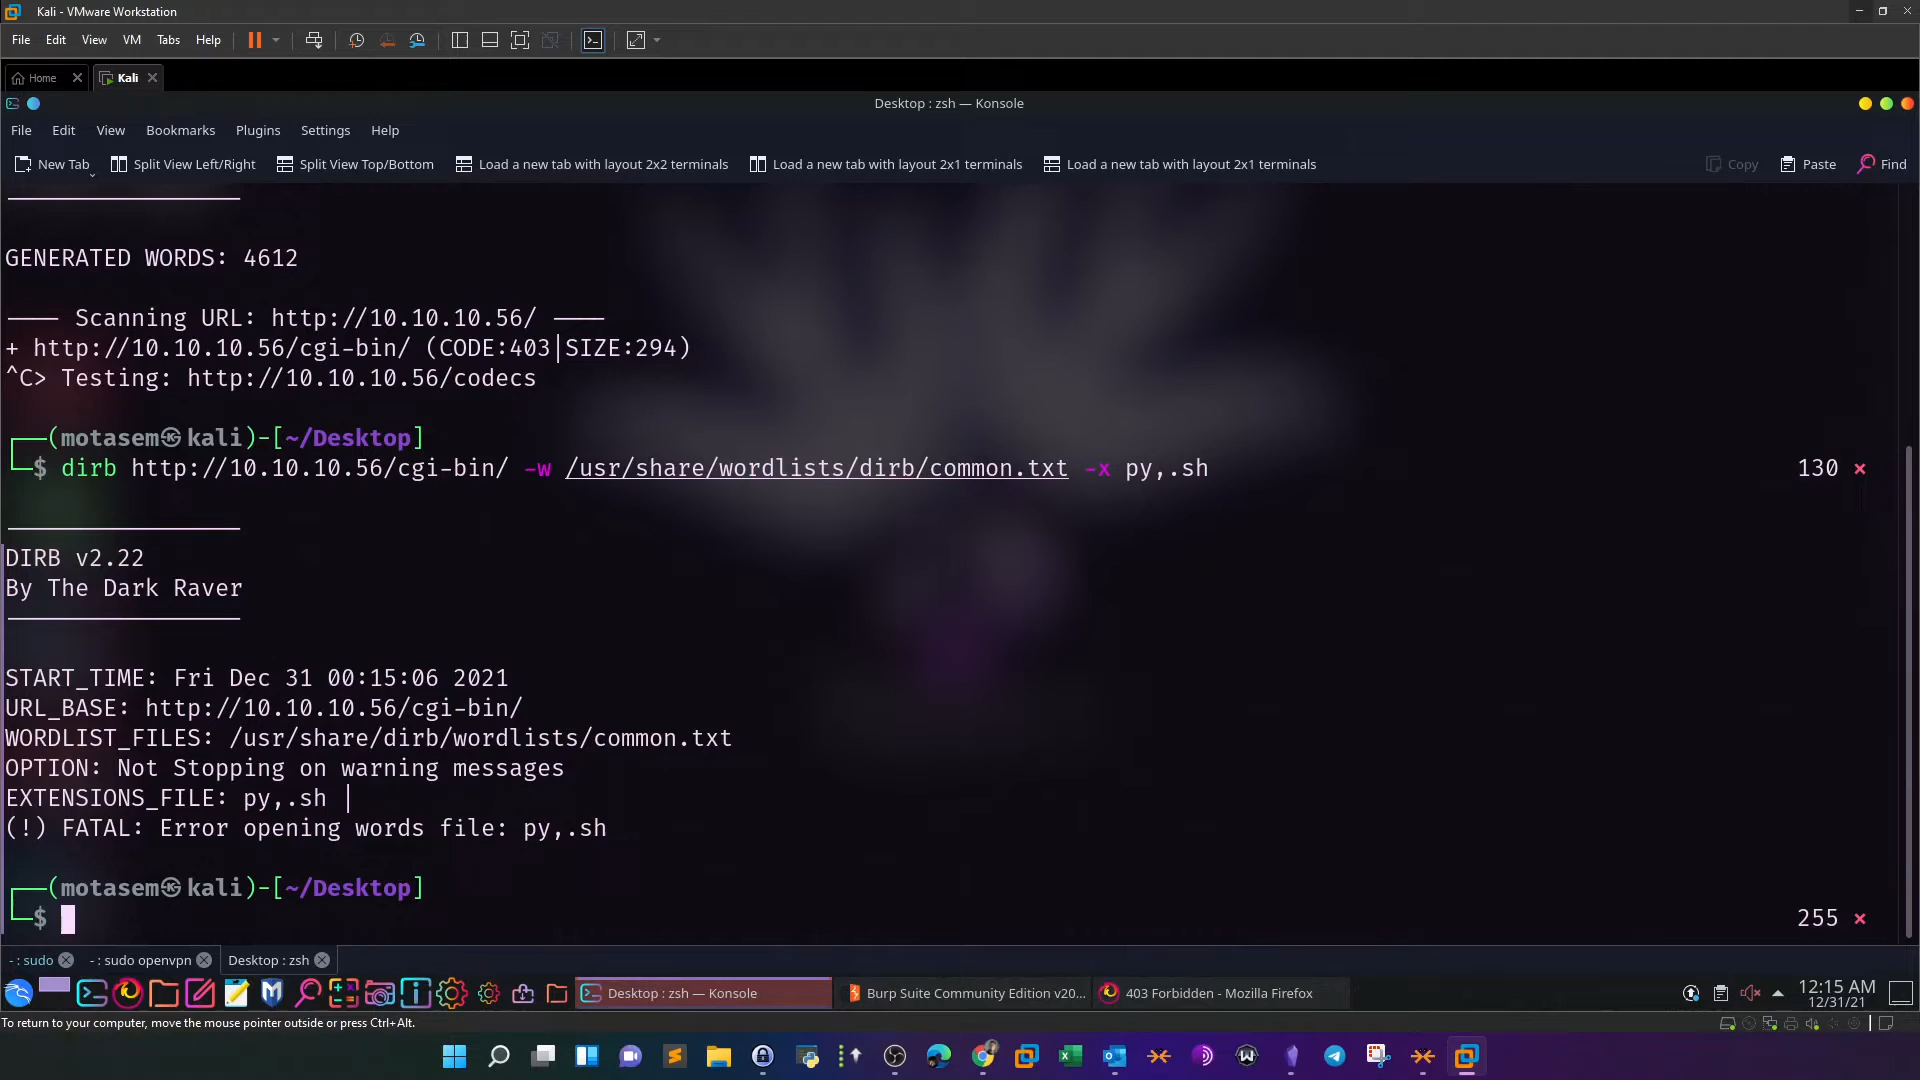 Kali - VMware Workstation
File Edit View VM Tabs Help
Home Kali
Desktop : zsh — Konsole
File Edit View Bookmarks Plugins Settings Help
New Tab Split View Left/Right Split View Top/Bottom Load a new tab with layout 2x2 terminals Load a new tab with layout 2x1 terminals Load a new tab with layout 2x1 terminals Copy Paste Find
GENERATED WORDS: 4612
---- Scanning URL: http://10.10.10.56/ ----
+ http://10.10.10.56/cgi-bin/ (CODE:403|SIZE:294)
^C> Testing: http://10.10.10.56/codecs
┌──(motasem㉿kali)-[~/Desktop]
└─$ dirb http://10.10.10.56/cgi-bin/ -w /usr/share/wordlists/dirb/common.txt -x py,.sh 130 ⨯
-----------------
DIRB v2.22
By The Dark Raver
-----------------
START_TIME: Fri Dec 31 00:15:06 2021
URL_BASE: http://10.10.10.56/cgi-bin/
WORDLIST_FILES: /usr/share/dirb/wordlists/common.txt
OPTION: Not Stopping on warning messages
EXTENSIONS_FILE: py,.sh |
(!) FATAL: Error opening words file: py,.sh
┌──(motasem㉿kali)-[~/Desktop]
└─$ 255 ⨯
- : sudo - : sudo openvpn Desktop : zsh
Desktop : zsh — Konsole Burp Suite Community Edition v20... 403 Forbidden - Mozilla Firefox 12:15 AM
12/31/21
To return to your computer, move the mouse pointer outside or press Ctrl+Alt.